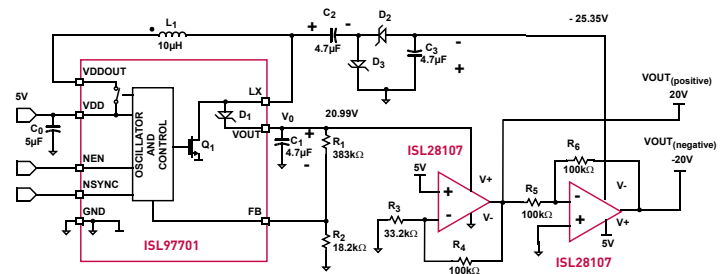 L1
10µH
C2
4.7µF
D2
D3
C3
4.7µF
- 25.35V
VOUT(positive)
20V
VOUT(negative)
-20V
VDDOUT
5V
VDD
C0
5µF
NEN
NSYNC
GND
OSCILLATOR
AND
CONTROL
Q1
LX
D1
V0
VOUT
20.99V
C1
4.7µF
R1
383kΩ
FB
R2
18.2kΩ
ISL97701
ISL28107
5V
+
-
V+
V-
R3
33.2kΩ
R4
100kΩ
R5
100kΩ
R6
100kΩ
-
+
V-
V+
5V
ISL28107